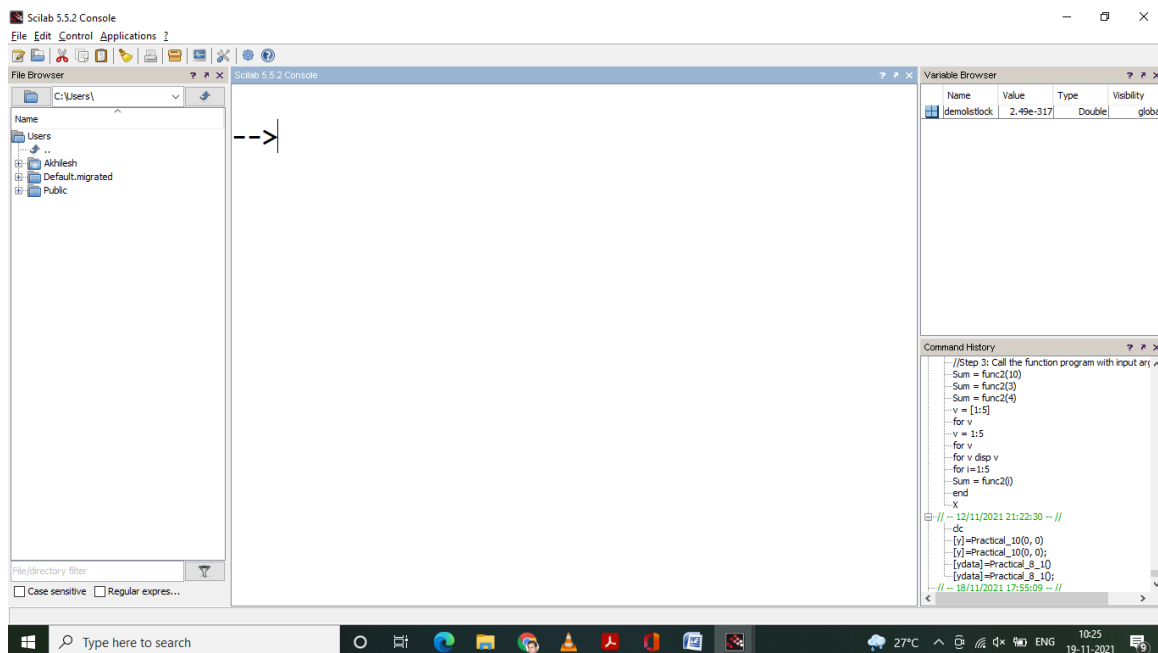 Scilab 5.5.2 Console
File Edit Control Applications ?
File Browser
C:\Users\
Name
Users
..
Akhilesh
Default.migrated
Public
File/directory filter
Case sensitive Regular expres...
Scilab 5.5.2 Console
-->
Variable Browser
Name Value Type Visibility
demolistlock 2.49e-317 Double globa
Command History
//Step 3: Call the function program with input arg
Sum = func2(10)
Sum = func2(3)
Sum = func2(4)
v = [1:5]
for v
v = 1:5
for v
for v disp v
for i=1:5
Sum = func2(i)
end
X
// -- 12/11/2021 21:22:30 -- //
clc
[y]=Practical_10(0, 0)
[y]=Practical_10(0, 0);
[ydata]=Practical_8_1()
[ydata]=Practical_8_1();
// -- 18/11/2021 17:55:09 -- //
Type here to search
27°C ENG
10:25
19-11-2021
9